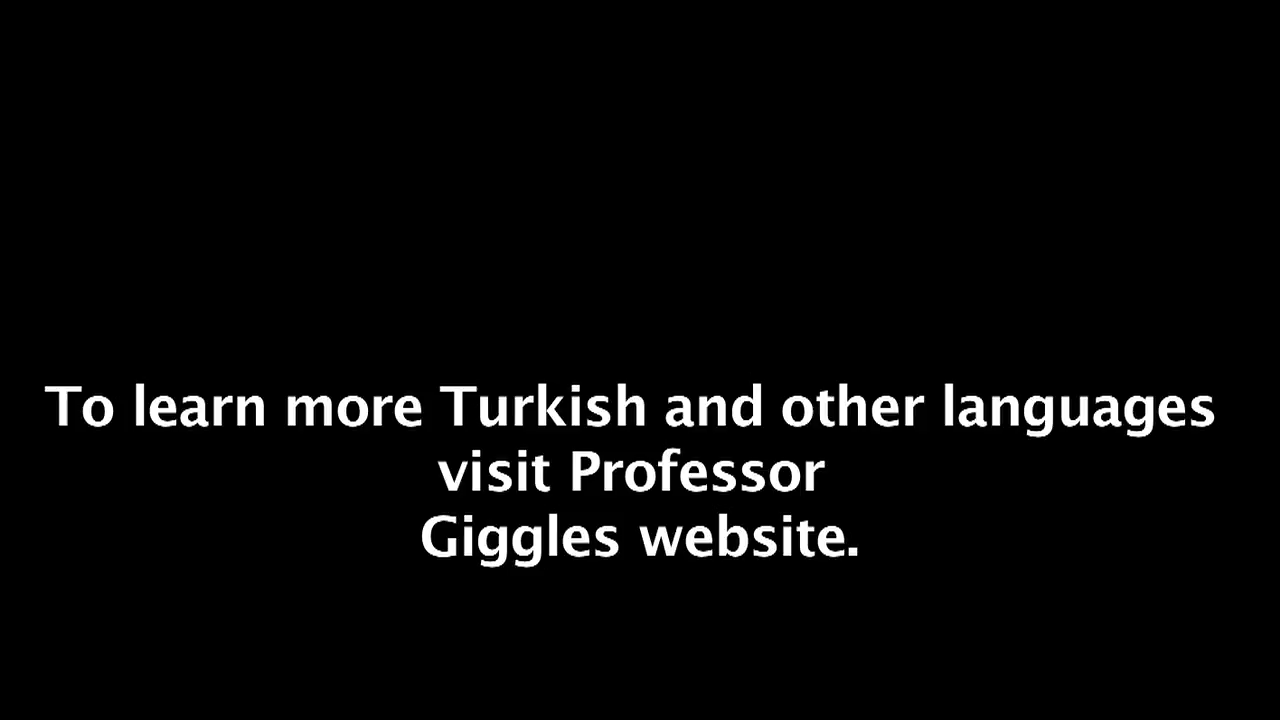 To learn more Turkish and other languages
visit Professor
Giggles website.